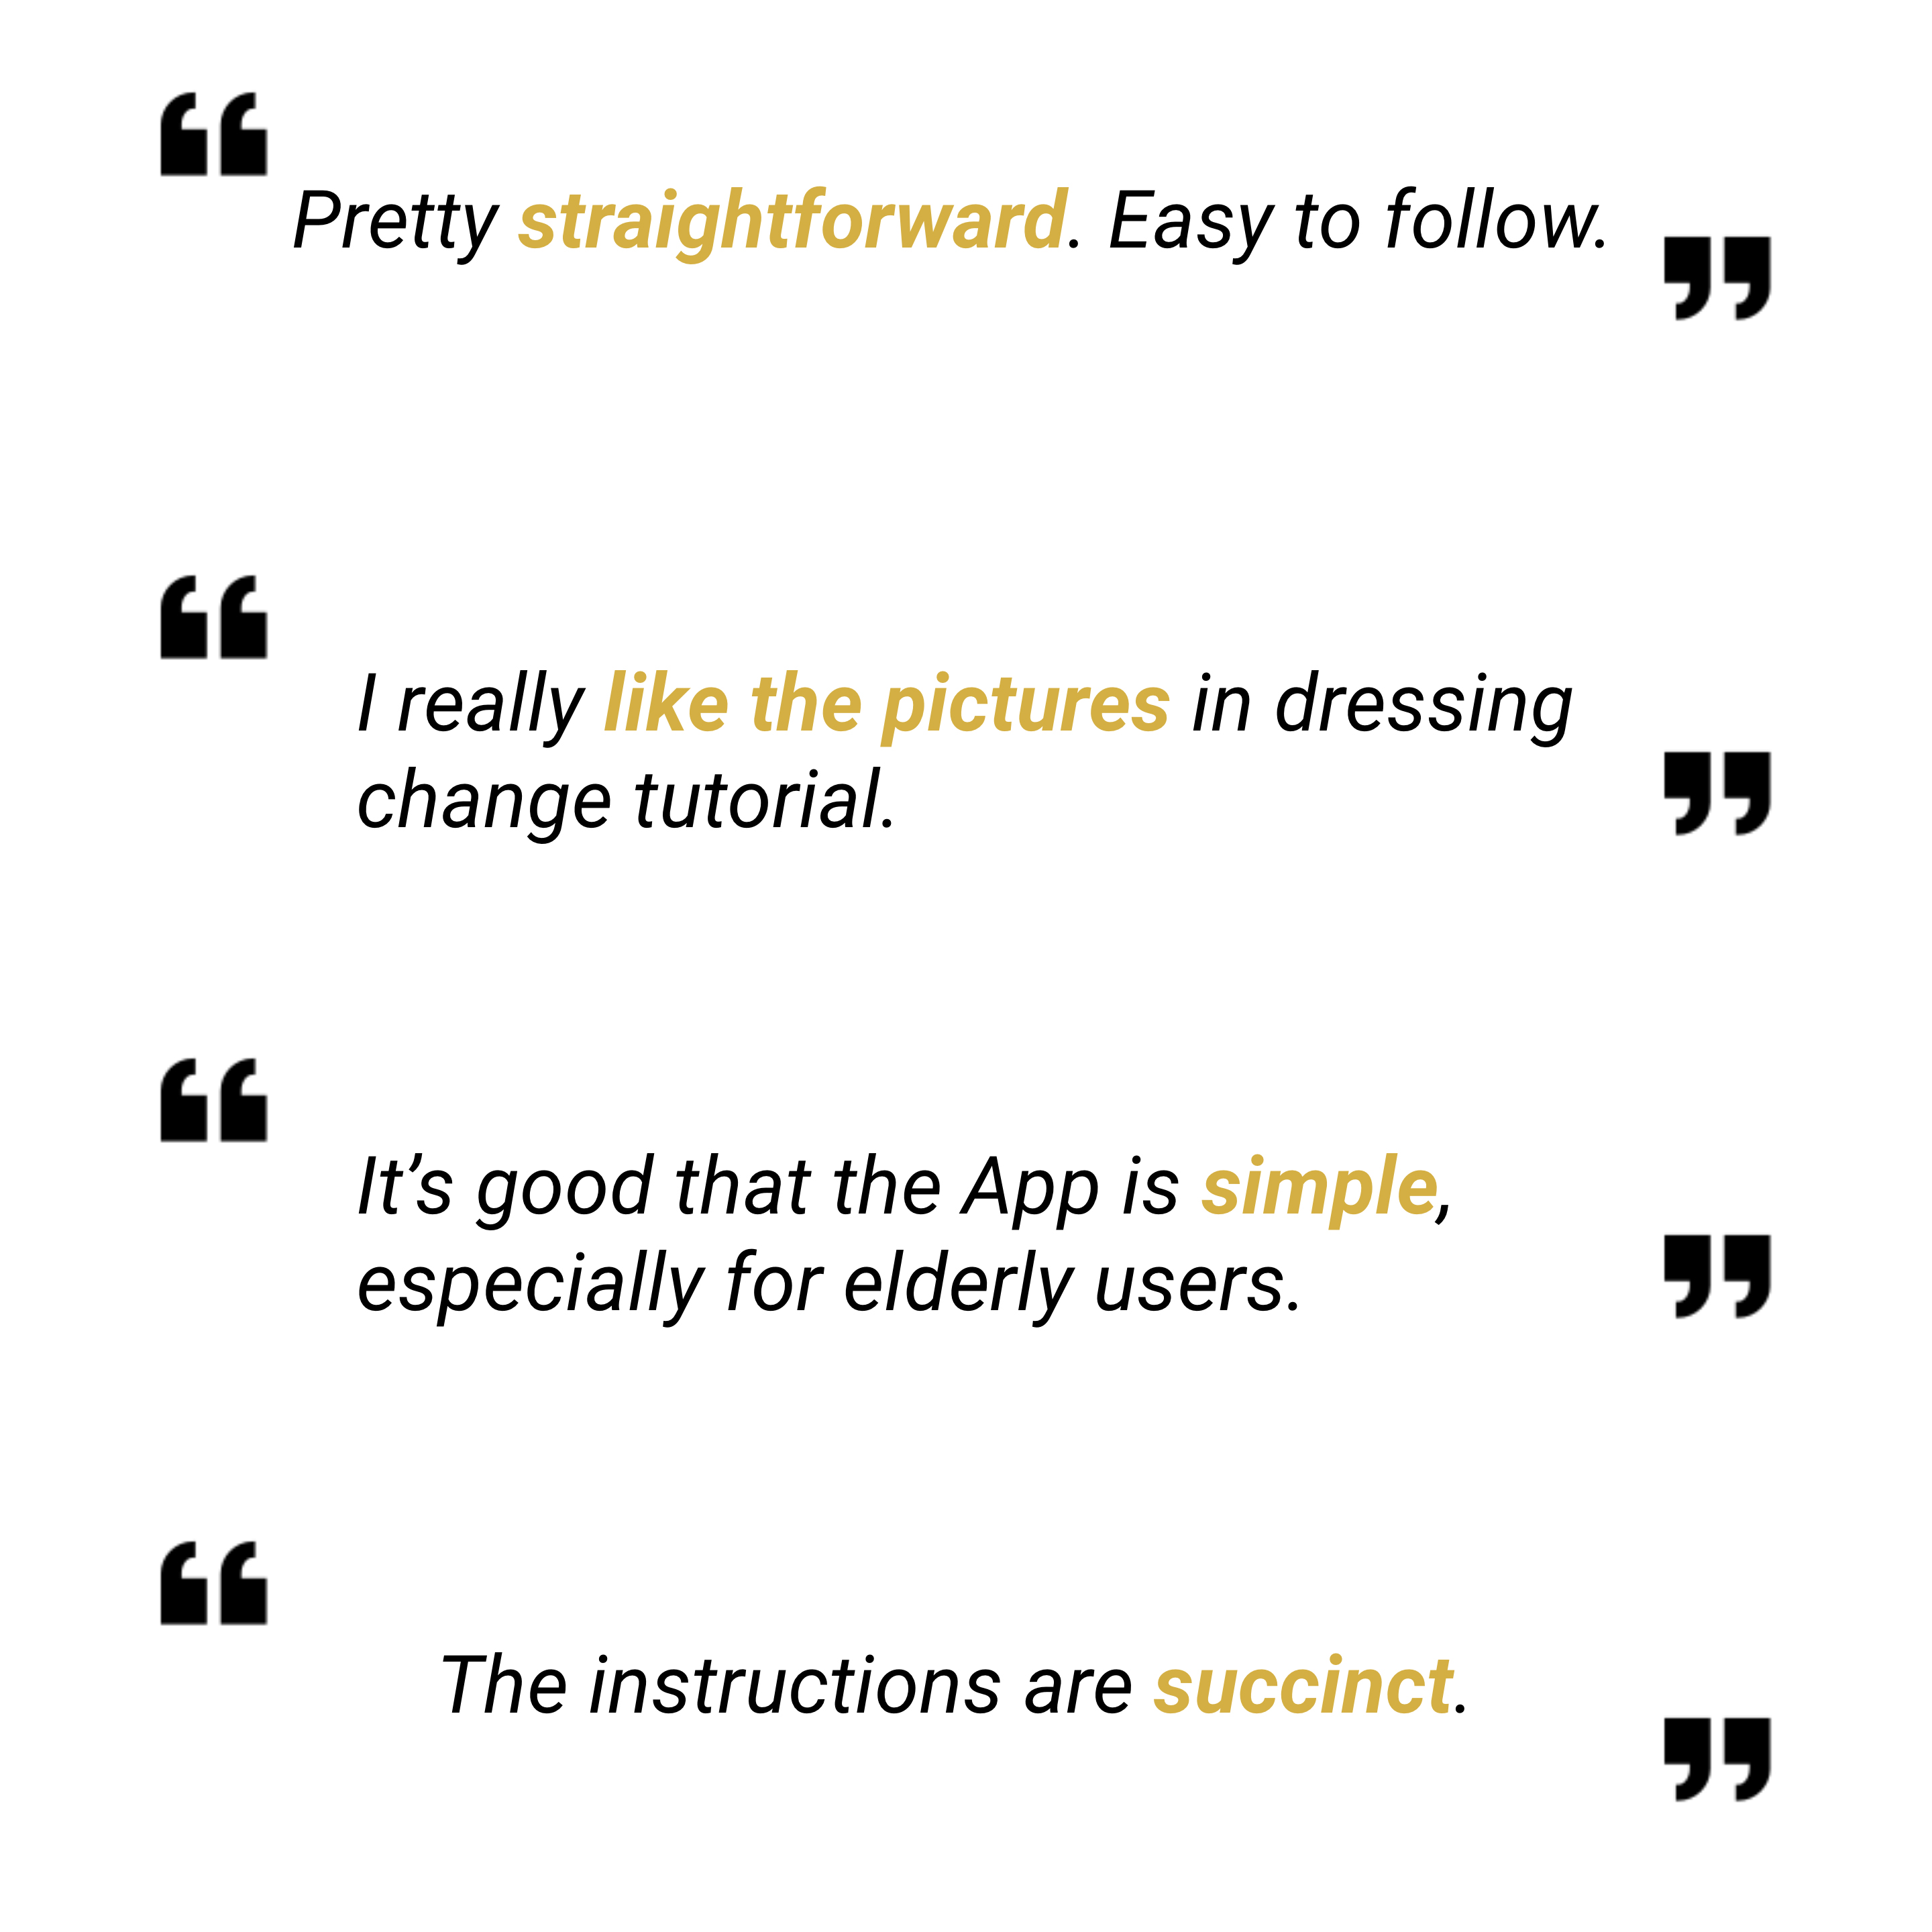 “
Pretty straightforward. Easy to follow.
”
“
I really like the pictures in dressing
change tutorial.
”
“
It’s good that the App is simple,
especially for elderly users.
”
“
The instructions are succinct.
”